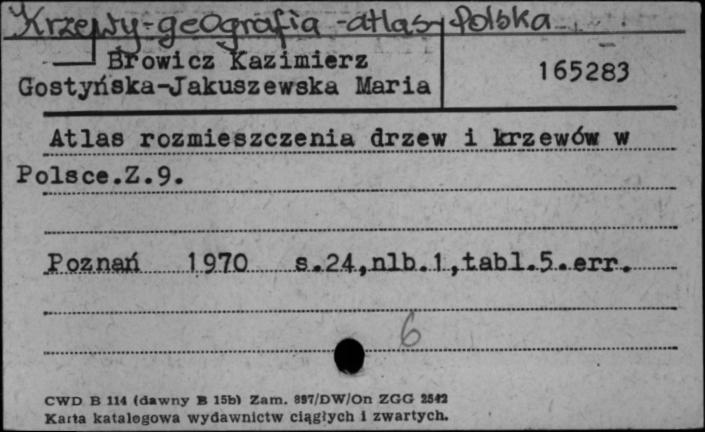 Krzewy-geografia-atlas-Polska
Browicz Kazimierz
Gostyńska-Jakuszewska Maria
165283
Atlas rozmieszczenia drzew i krzewów w
Polsce.Z.9.
Poznań 1970 s.24,nlb.1,tabl.5.err.
6
CWD B 114 (dawny B 15b) Zam. 897/DW/On ZGG 2542
Karta katalogowa wydawnictw ciągłych i zwartych.